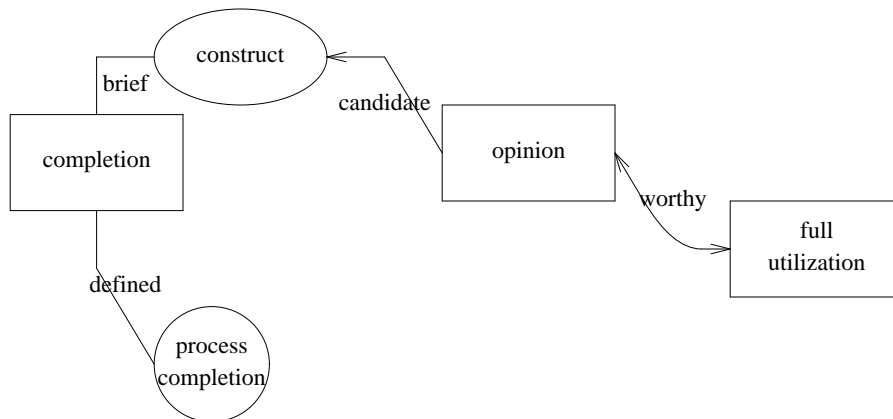 construct
brief
candidate
completion
opinion
worthy
full
utilization
defined
process
completion